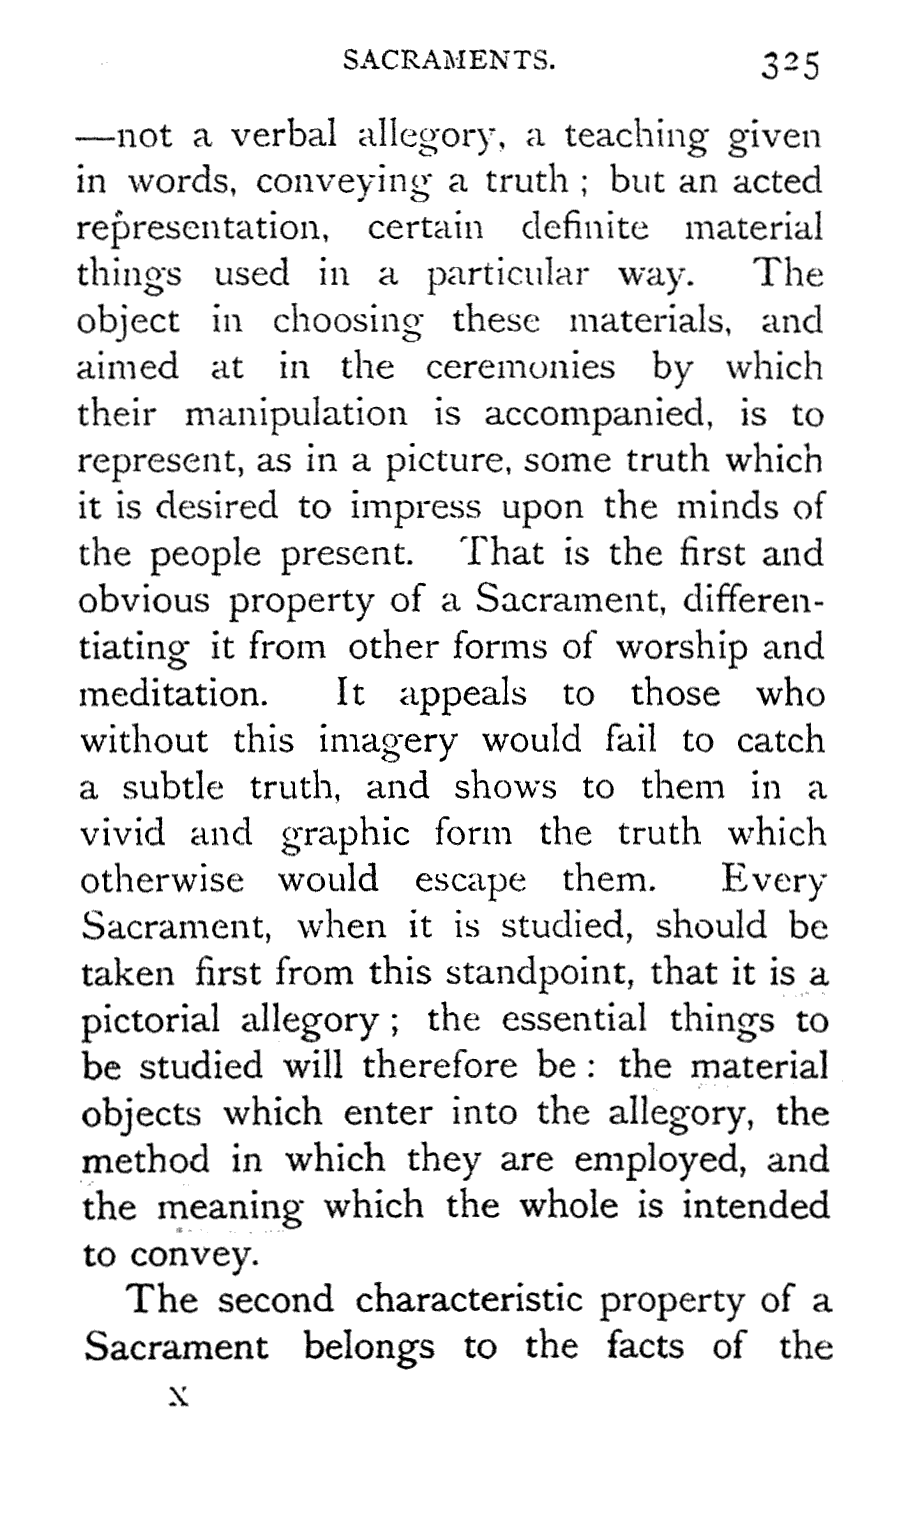 SACRAMENTS. 325
—not a verbal allegory, a teaching given
in words, conveying a truth ; but an acted
representation, certain definite material
things used in a particular way. The
object in choosing these materials, and
aimed at in the ceremonies by which
their manipulation is accompanied, is to
represent, as in a picture, some truth which
it is desired to impress upon the minds of
the people present. That is the first and
obvious property of a Sacrament, differen-
tiating it from other forms of worship and
meditation. It appeals to those who
without this imagery would fail to catch
a subtle truth, and shows to them in a
vivid and graphic form the truth which
otherwise would escape them. Every
Sacrament, when it is studied, should be
taken first from this standpoint, that it is a
pictorial allegory ; the essential things to
be studied will therefore be : the material
objects which enter into the allegory, the
method in which they are employed, and
the meaning which the whole is intended
to convey.
The second characteristic property of a
Sacrament belongs to the facts of the
X